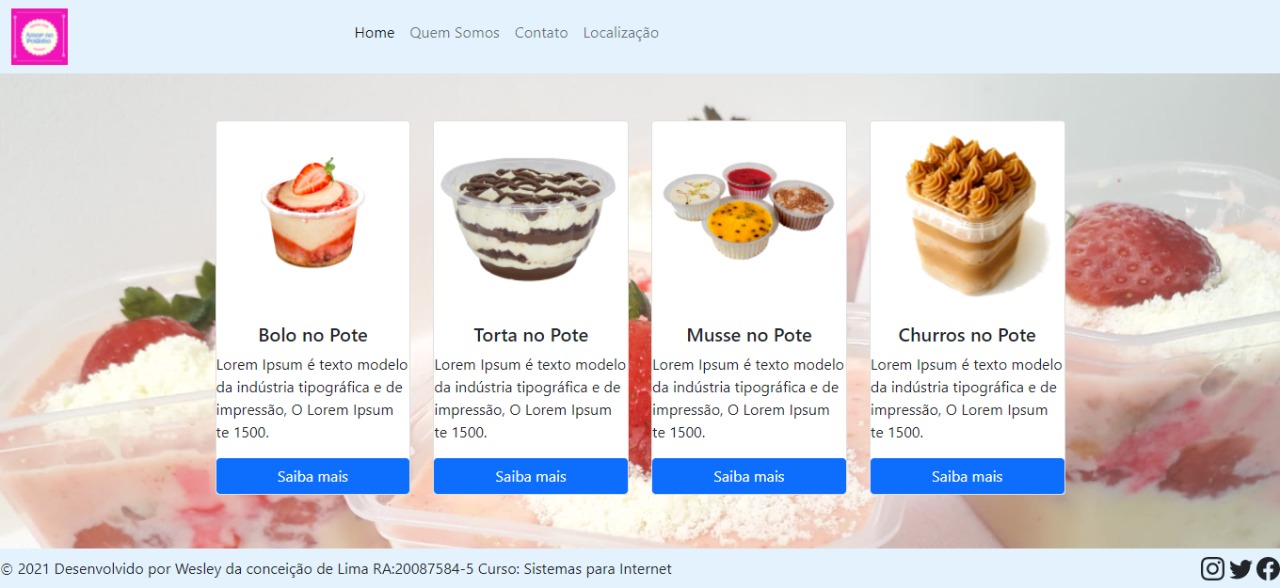 Home Quem Somos Contato Localização
Bolo no Pote
Lorem Ipsum é texto modelo
da indústria tipográfica e de
impressão, O Lorem Ipsum
te 1500.
Saiba mais
Torta no Pote
Lorem Ipsum é texto modelo
da indústria tipográfica e de
impressão, O Lorem Ipsum
te 1500.
Saiba mais
Musse no Pote
Lorem Ipsum é texto modelo
da indústria tipográfica e de
impressão, O Lorem Ipsum
te 1500.
Saiba mais
Churros no Pote
Lorem Ipsum é texto modelo
da indústria tipográfica e de
impressão, O Lorem Ipsum
te 1500.
Saiba mais
© 2021 Desenvolvido por Wesley da conceição de Lima RA:20087584-5 Curso: Sistemas para Internet